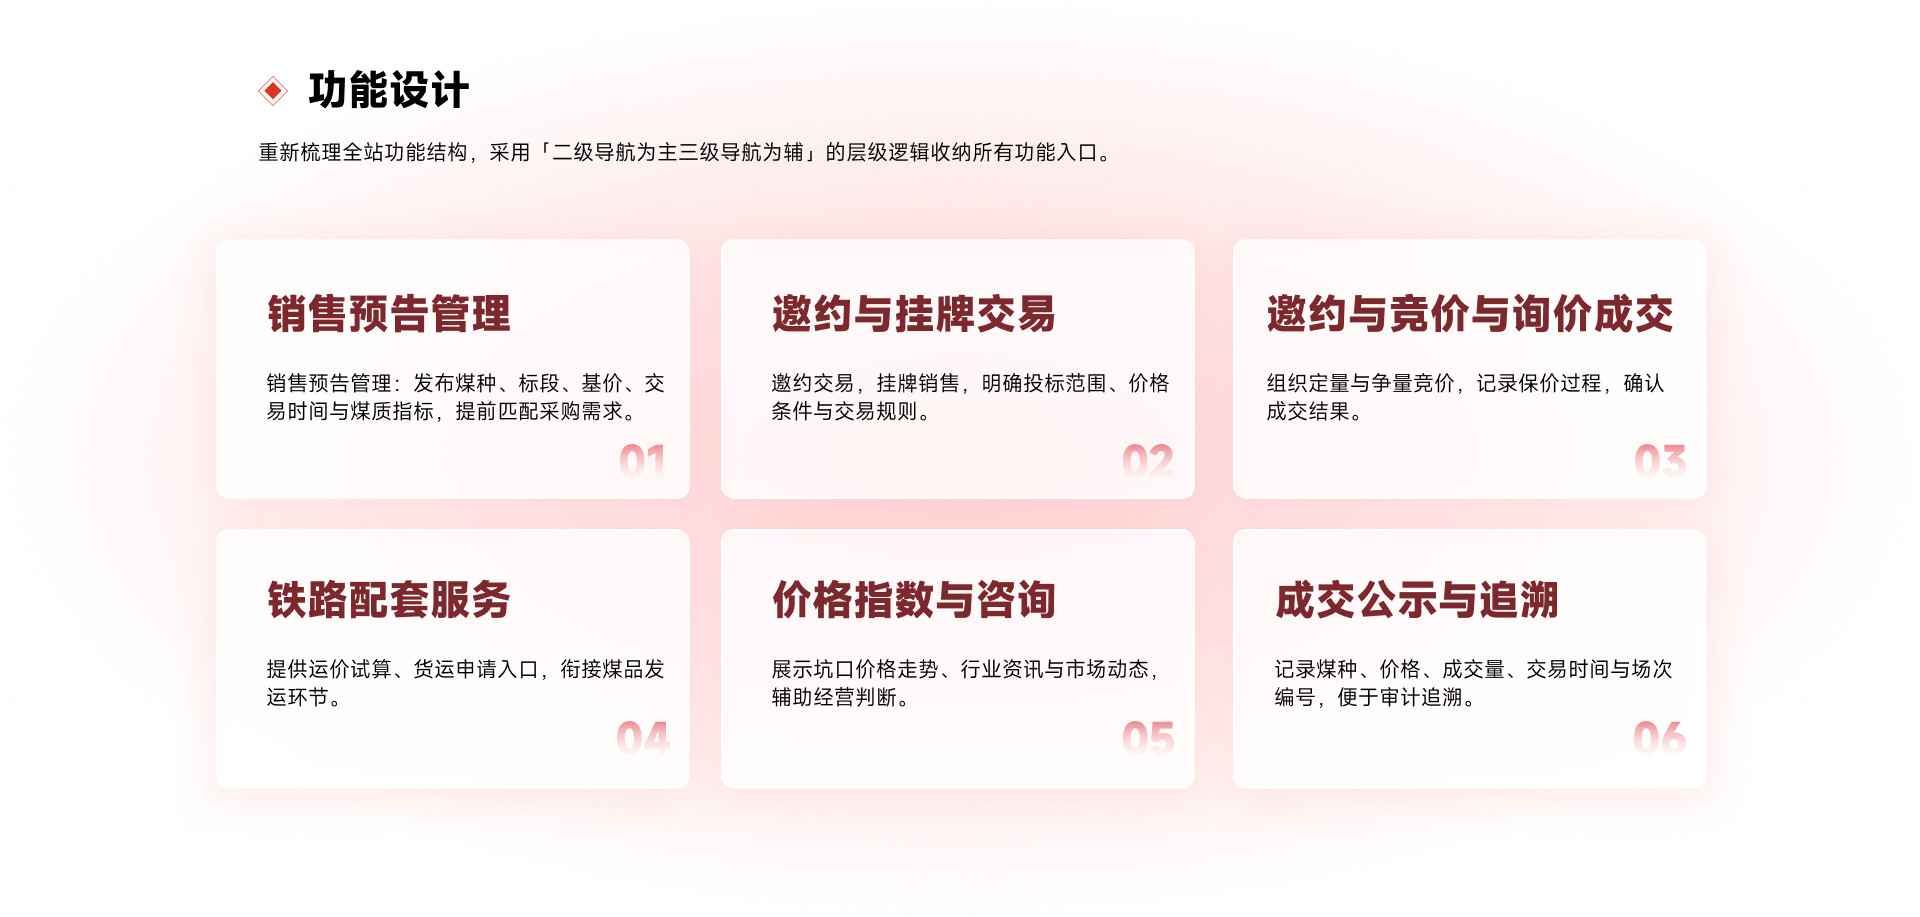 功能设计
重新梳理全站功能结构，采用「二级导航为主三级导航为辅」的层级逻辑收纳所有功能入口。
销售预告管理
销售预告管理：发布煤种、标段、基价、交
易时间与煤质指标，提前匹配采购需求。
01
邀约与挂牌交易
邀约交易，挂牌销售，明确投标范围、价格
条件与交易规则。
02
邀约与竞价与询价成交
组织定量与争量竞价，记录保价过程，确认
成交结果。
03
铁路配套服务
提供运价试算、货运申请入口，衔接煤品发
运环节。
04
价格指数与咨询
展示坑口价格走势、行业资讯与市场动态，
辅助经营判断。
05
成交公示与追溯
记录煤种、价格、成交量、交易时间与场次
编号，便于审计追溯。
06